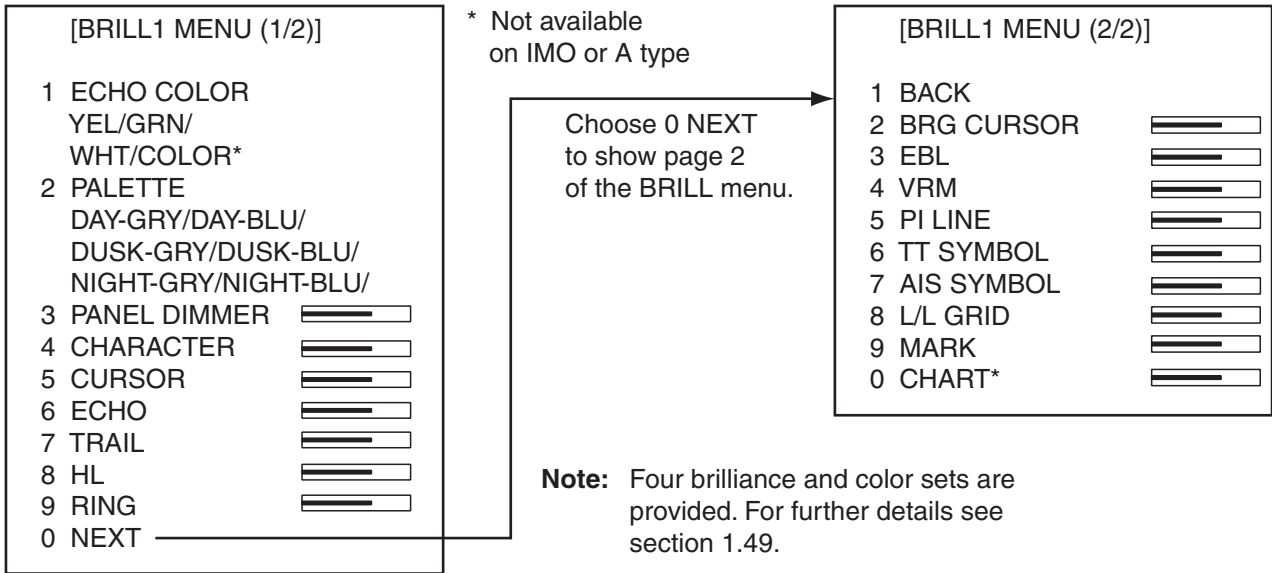 [BRILL1 MENU (1/2)]
1 ECHO COLOR
YEL/GRN/
WHT/COLOR*
2 PALETTE
DAY-GRY/DAY-BLU/
DUSK-GRY/DUSK-BLU/
NIGHT-GRY/NIGHT-BLU/
3 PANEL DIMMER
4 CHARACTER
5 CURSOR
6 ECHO
7 TRAIL
8 HL
9 RING
0 NEXT
* Not available
on IMO or A type
Choose 0 NEXT
to show page 2
of the BRILL menu.
[BRILL1 MENU (2/2)]
1 BACK
2 BRG CURSOR
3 EBL
4 VRM
5 PI LINE
6 TT SYMBOL
7 AIS SYMBOL
8 L/L GRID
9 MARK
0 CHART*
Note: Four brilliance and color sets are
provided. For further details see
section 1.49.